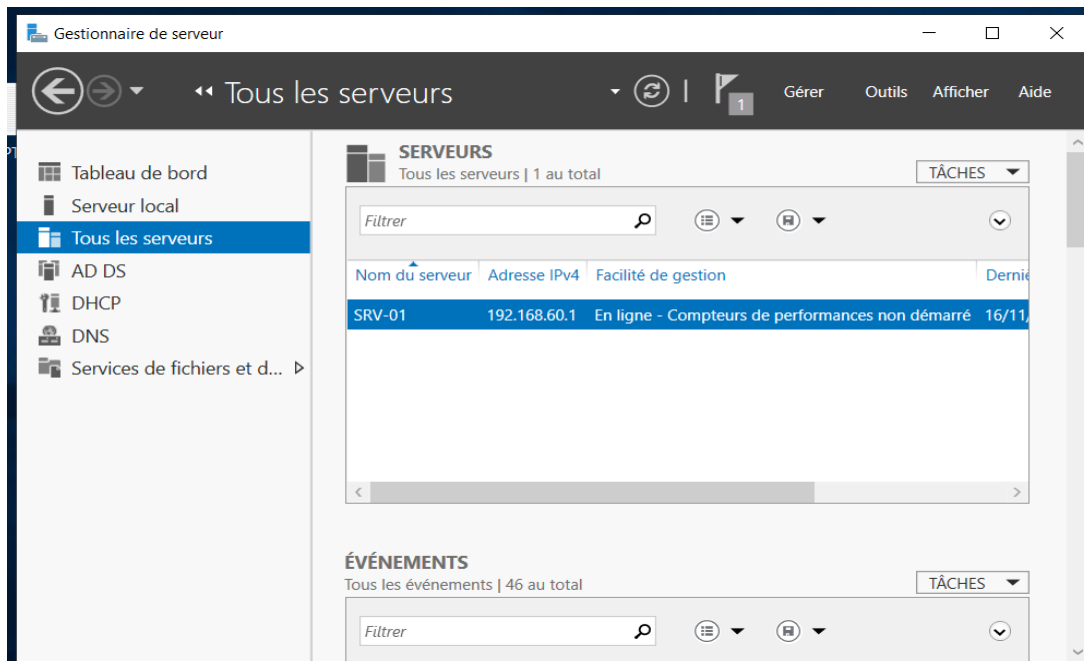 Gestionnaire de serveur
Tous les serveurs
1
Gérer Outils Afficher Aide
Tableau de bord
Serveur local
Tous les serveurs
AD DS
DHCP
DNS
Services de fichiers et d...
SERVEURS
Tous les serveurs | 1 au total
TÂCHES
Filtrer
Nom du serveur Adresse IPv4 Facilité de gestion Derniè
SRV-01 192.168.60.1 En ligne - Compteurs de performances non démarré 16/11/
ÉVÉNEMENTS
Tous les événements | 46 au total
TÂCHES
Filtrer